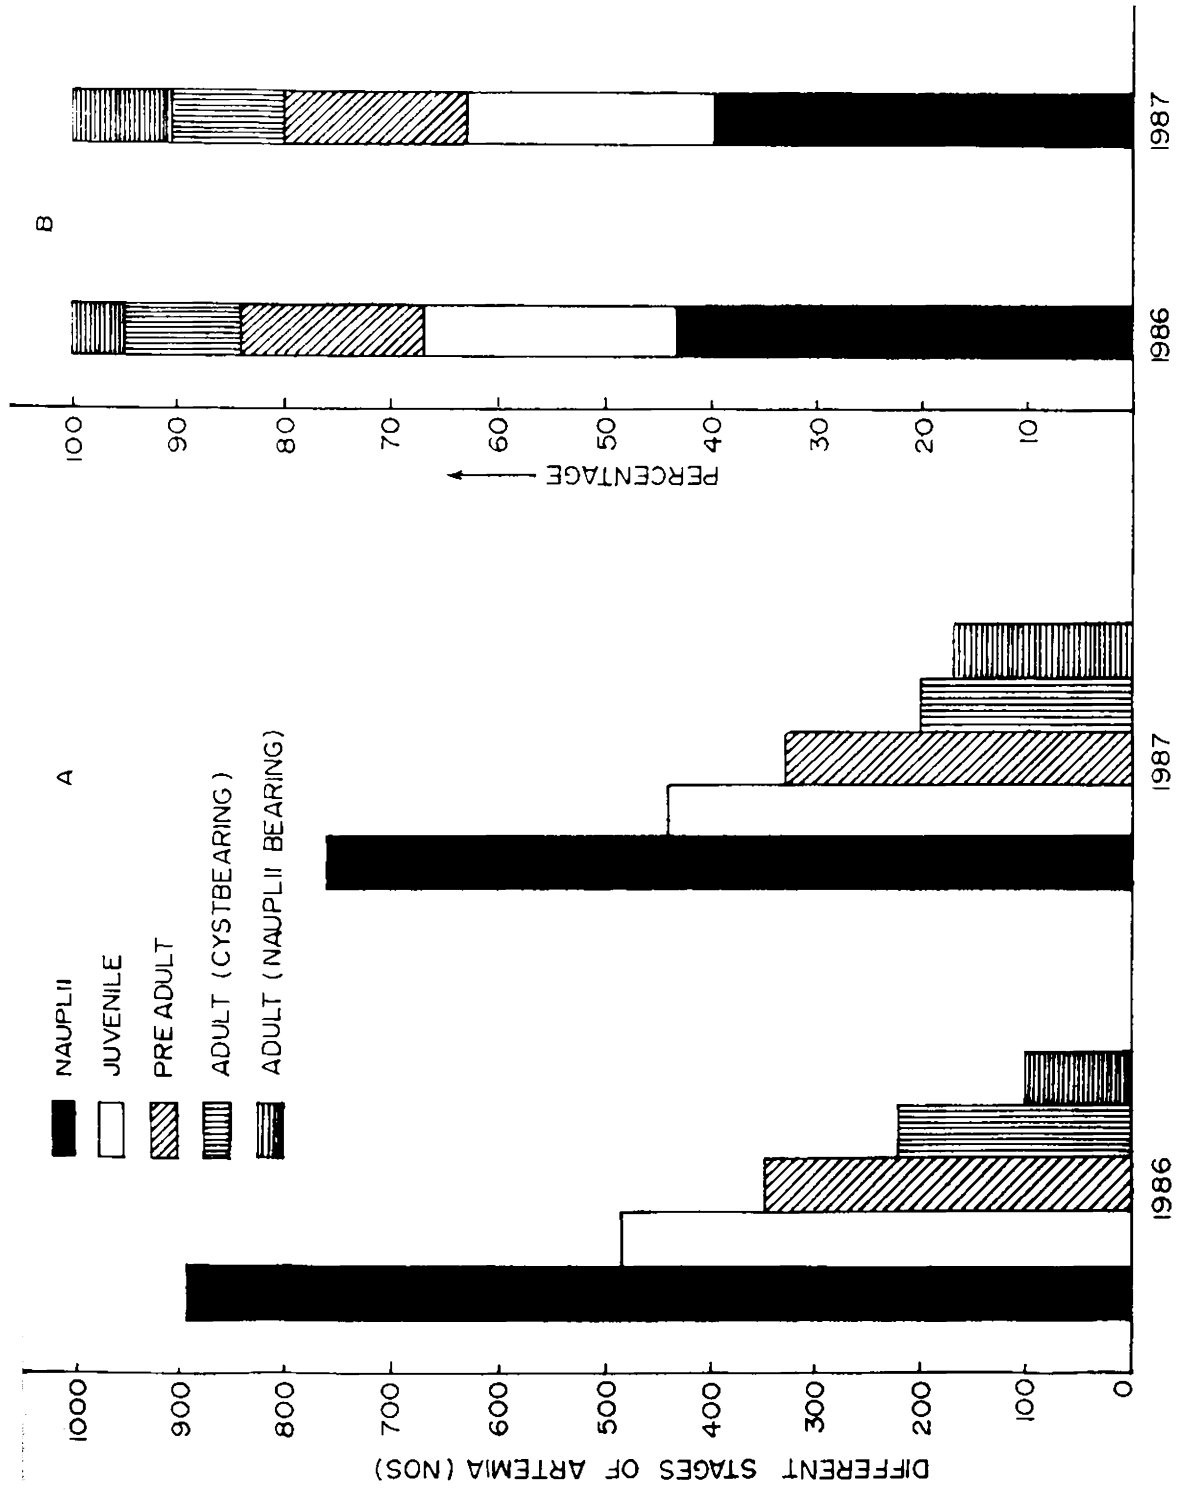 A
NAUPLII
JUVENILE
PRE ADULT
ADULT (CYSTBEARING)
ADULT (NAUPLII BEARING)
DIFFERENT STAGES OF ARTEMIA (NOS)
1000
900
800
700
600
500
400
300
200
100
0
1986
1987
B
PERCENTAGE
100
90
80
70
60
50
40
30
20
10
1986
1987